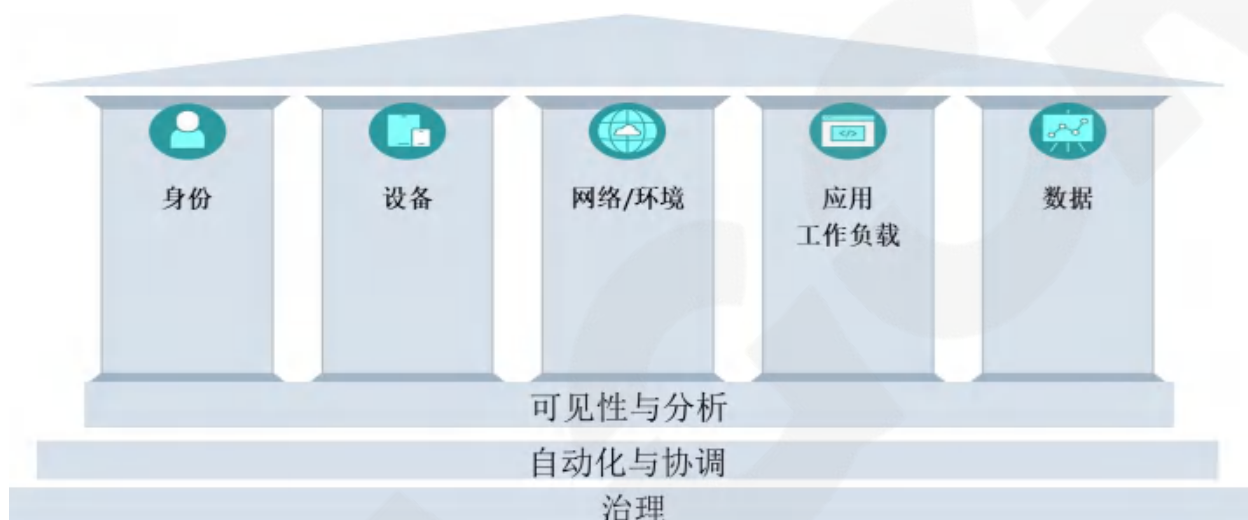 身份
设备
网络/环境
应用
工作负载
数据
可见性与分析
自动化与协调
治理